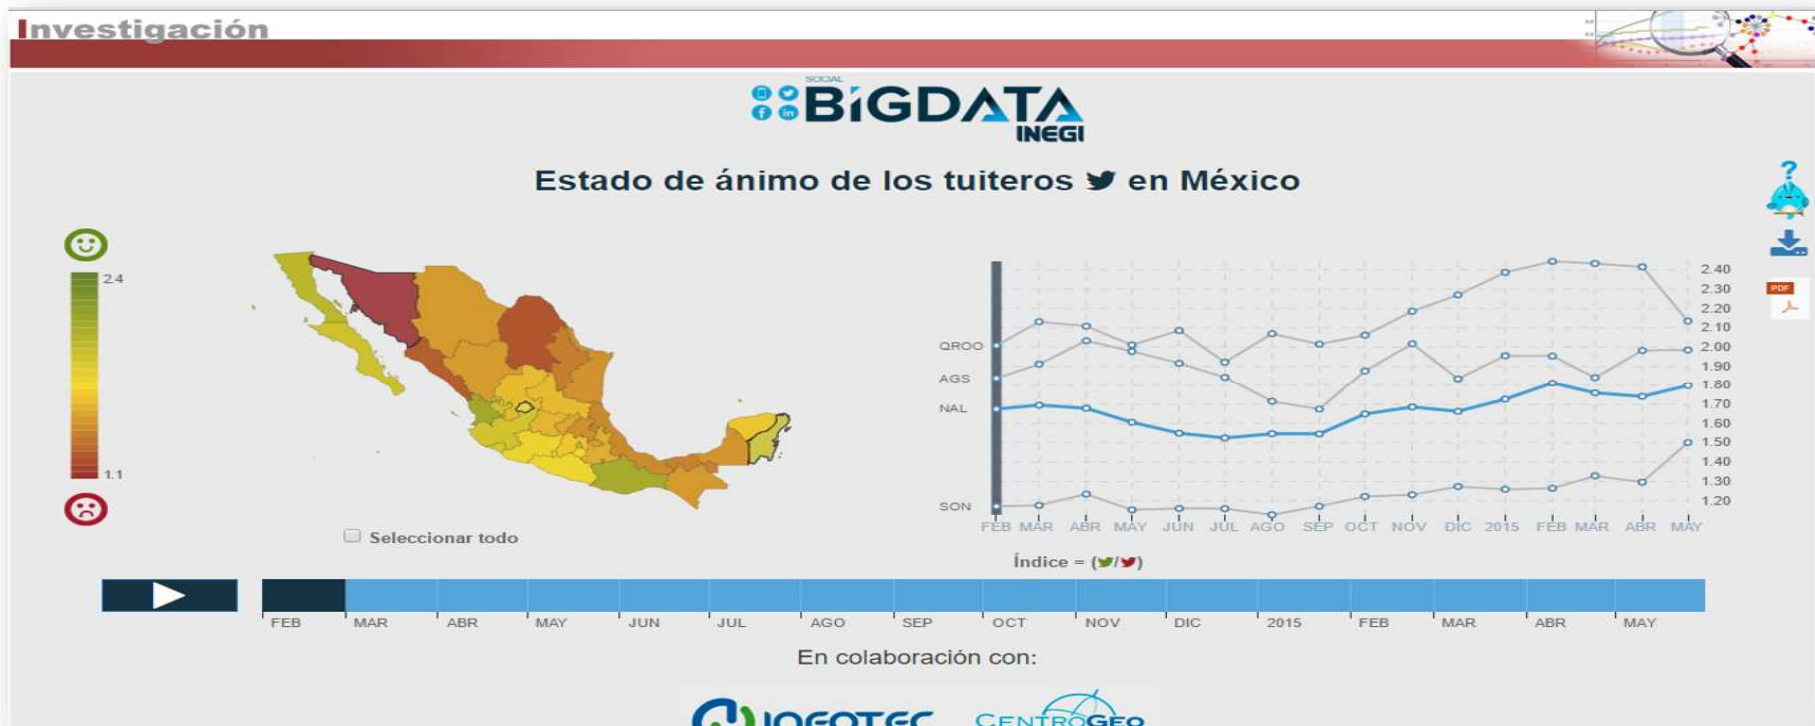 Investigación
SOCIAL
BIGDATA
INEGI
Estado de ánimo de los tuiteros en México
?
2.4
1.1
Seleccionar todo
QROO
AGS
NAL
SON
2.40
2.30
2.20
2.10
2.00
1.90
1.80
1.70
1.60
1.50
1.40
1.30
1.20
FEB MAR ABR MAY JUN JUL AGO SEP OCT NOV DIC 2015 FEB MAR ABR MAY
Índice = ( / )
PDF
FEB MAR ABR MAY JUN JUL AGO SEP OCT NOV DIC 2015 FEB MAR ABR MAY
En colaboración con:
INFOTEC CENTROGEO